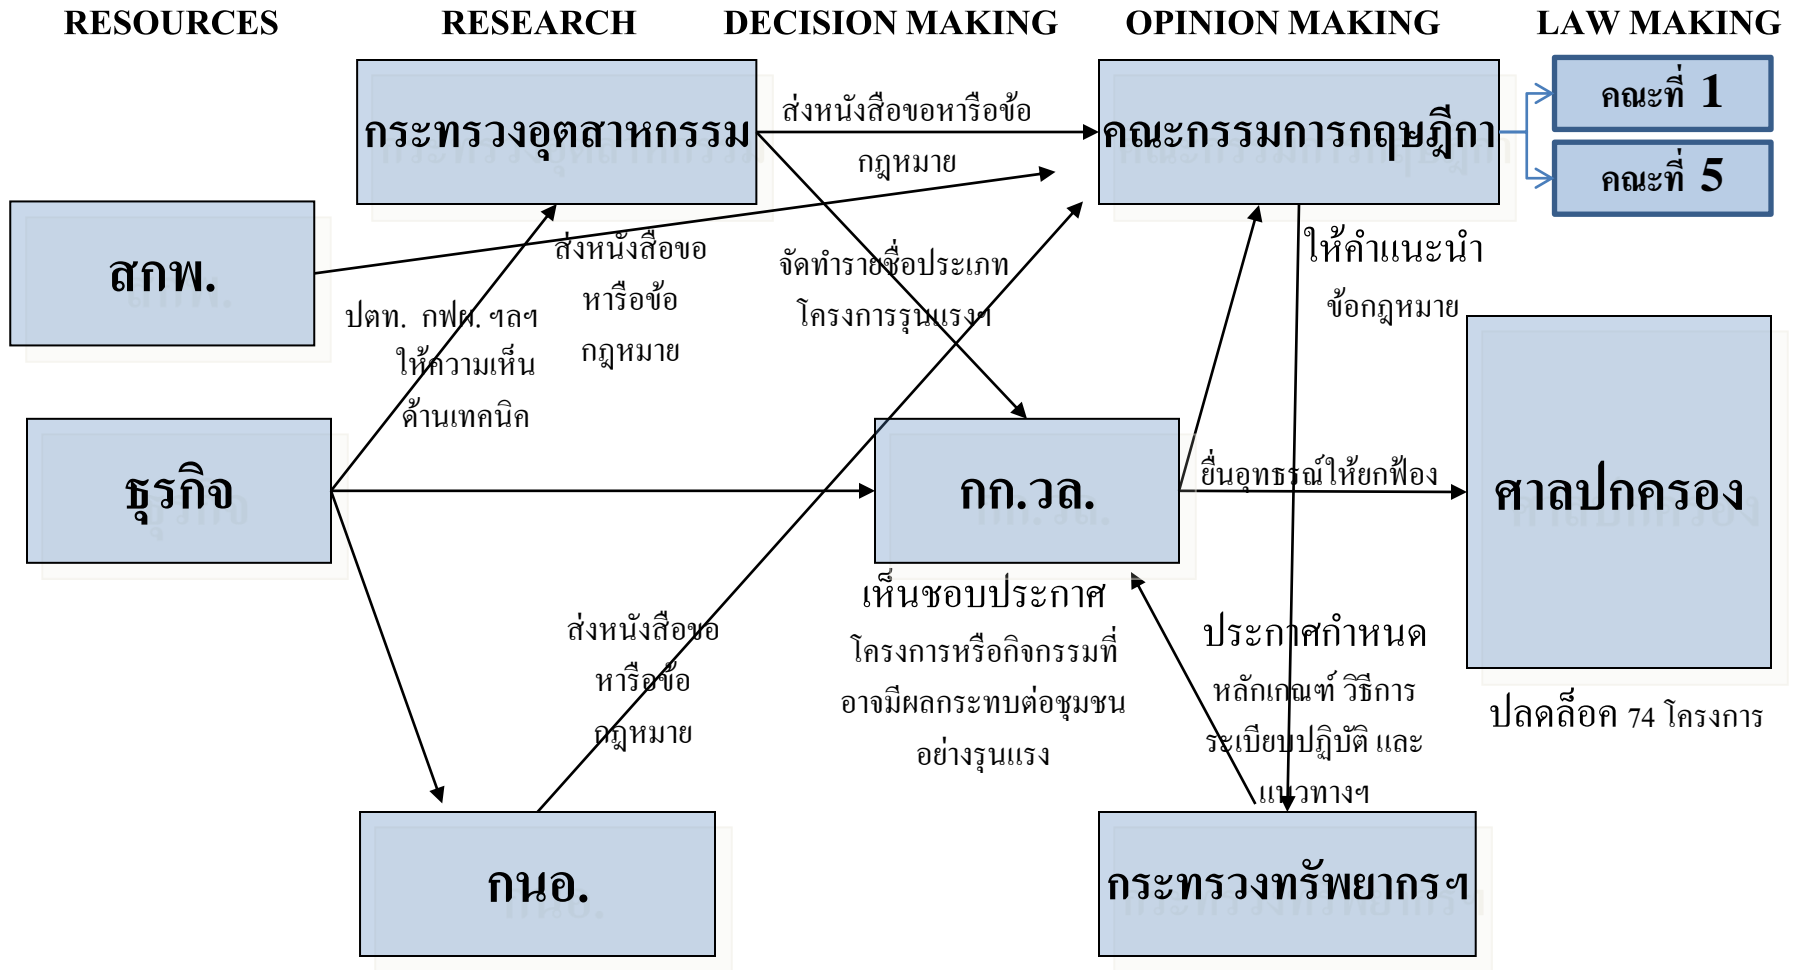 RESOURCES
RESEARCH
DECISION MAKING
OPINION MAKING
LAW MAKING
กระทรวงอุตสาหกรรม
ส่งหนังสือขอหารือข้อ
กฎหมาย
คณะกรรมการกฤษฎีกา
คณะที่ 1
คณะที่ 5
สกพ.
ส่งหนังสือขอ
หารือข้อ
กฎหมาย
จัดทำรายชื่อประเภท
โครงการรุนแรงฯ
ให้คำแนะนำ
ข้อกฎหมาย
ปตท. กฟผ. ฯลฯ
ให้ความเห็น
ด้านเทคนิค
ธุรกิจ
กก.วล.
ยื่นอุทธรณ์ให้ยกฟ้อง
ศาลปกครอง
ส่งหนังสือขอ
หารือข้อ
กฎหมาย
เห็นชอบประกาศ
โครงการหรือกิจกรรมที่
อาจมีผลกระทบต่อชุมชน
อย่างรุนแรง
ประกาศกำหนด
หลักเกณฑ์ วิธีการ
ระเบียบปฏิบัติ และ
แนวทางฯ
ปลดล็อค 74 โครงการ
กนอ.
กระทรวงทรัพยากรฯ